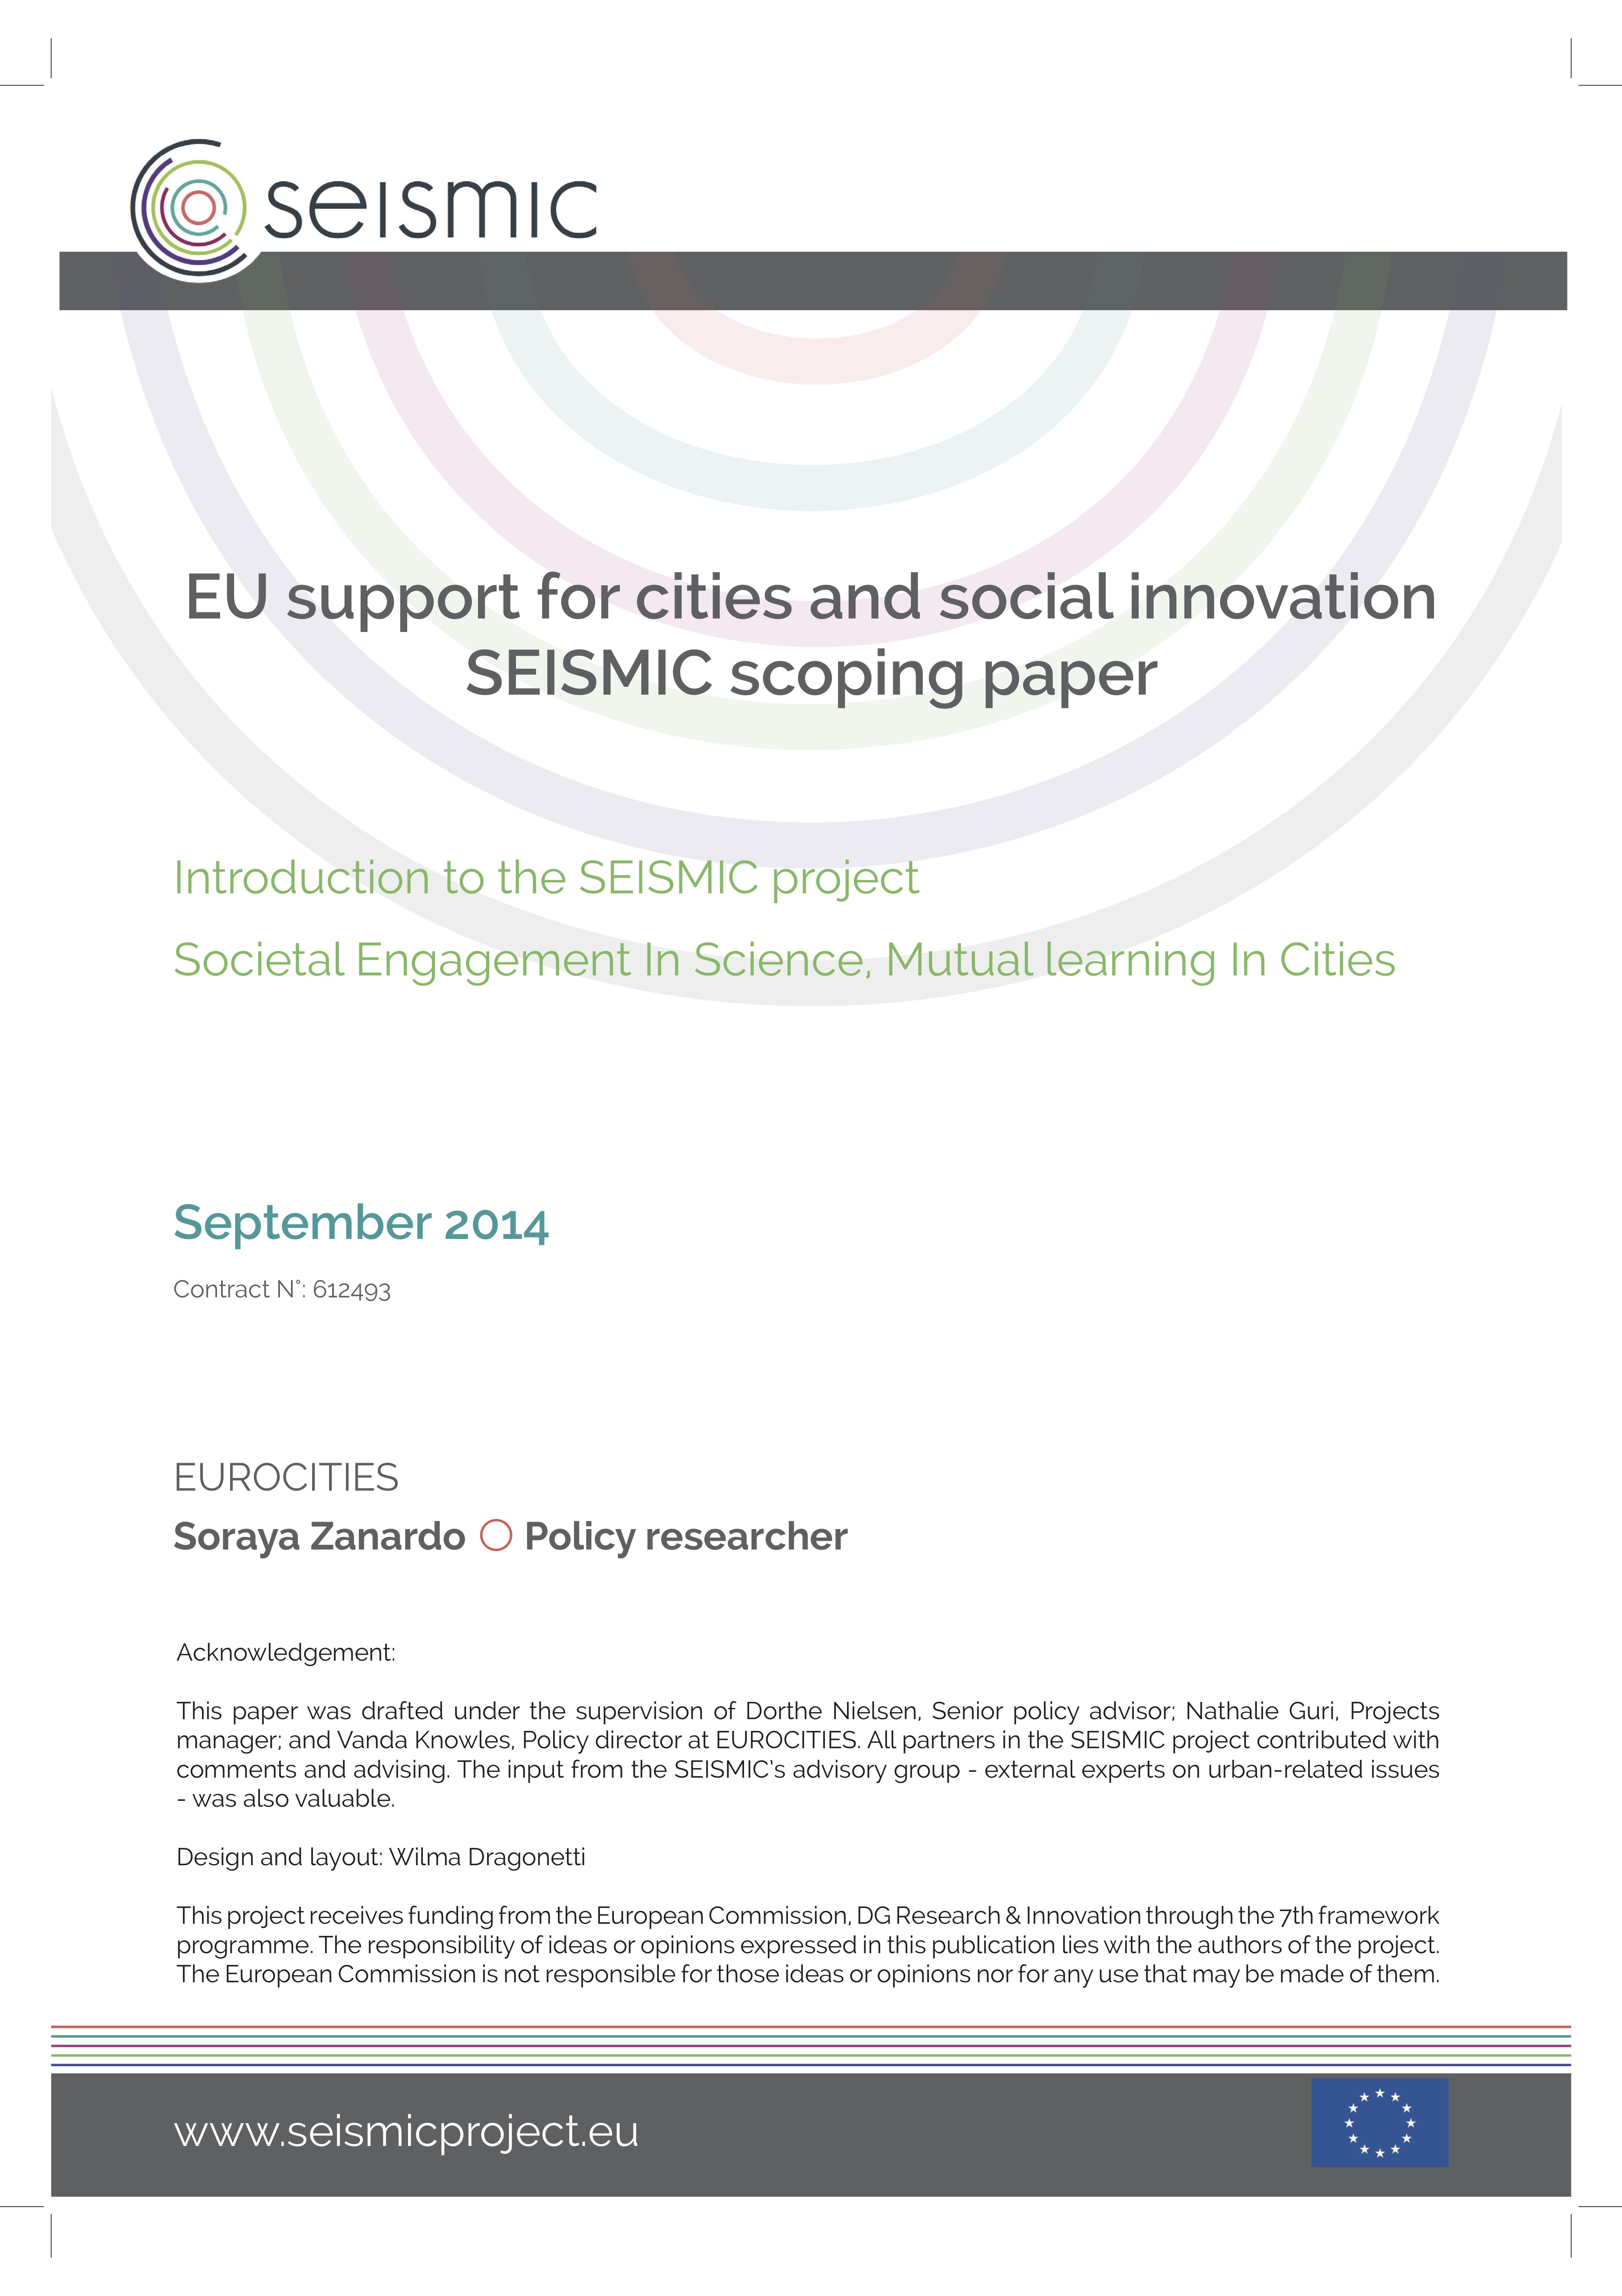 seismic
EU support for cities and social innovation
SEISMIC scoping paper
Introduction to the SEISMIC project
Societal Engagement In Science, Mutual learning In Cities
September 2014
Contract N°: 612493
EUROCITIES
Soraya Zanardo Policy researcher
Acknowledgement:
This paper was drafted under the supervision of Dorthe Nielsen, Senior policy advisor; Nathalie Guri, Projects
manager; and Vanda Knowles, Policy director at EUROCITIES. All partners in the SEISMIC project contributed with
comments and advising. The input from the SEISMIC's advisory group - external experts on urban-related issues
- was also valuable.
Design and layout: Wilma Dragonetti
This project receives funding from the European Commission, DG Research & Innovation through the 7th framework
programme. The responsibility of ideas or opinions expressed in this publication lies with the authors of the project.
The European Commission is not responsible for those ideas or opinions nor for any use that may be made of them.
www.seismicproject.eu